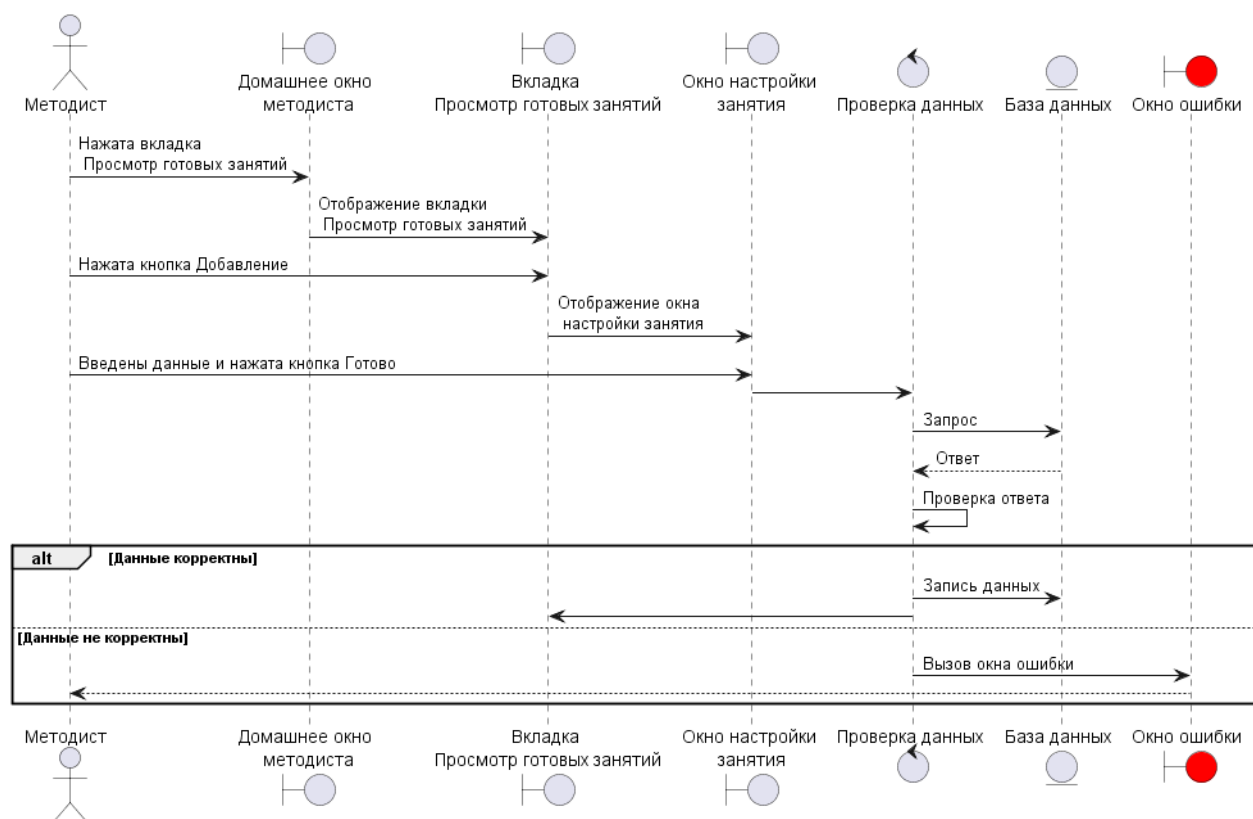 Методист
Домашнее окно
методиста
Вкладка
Просмотр готовых занятий
Окно настройки
занятия
Проверка данных
База данных
Окно ошибки
Нажата вкладка
Просмотр готовых занятий
Отображение вкладки
Просмотр готовых занятий
Нажата кнопка Добавление
Отображение окна
настройки занятия
Введены данные и нажата кнопка Готово
Запрос
Ответ
Проверка ответа
alt [Данные корректны]
Запись данных
[Данные не корректны]
Вызов окна ошибки
Методист
Домашнее окно
методиста
Вкладка
Просмотр готовых занятий
Окно настройки
занятия
Проверка данных
База данных
Окно ошибки